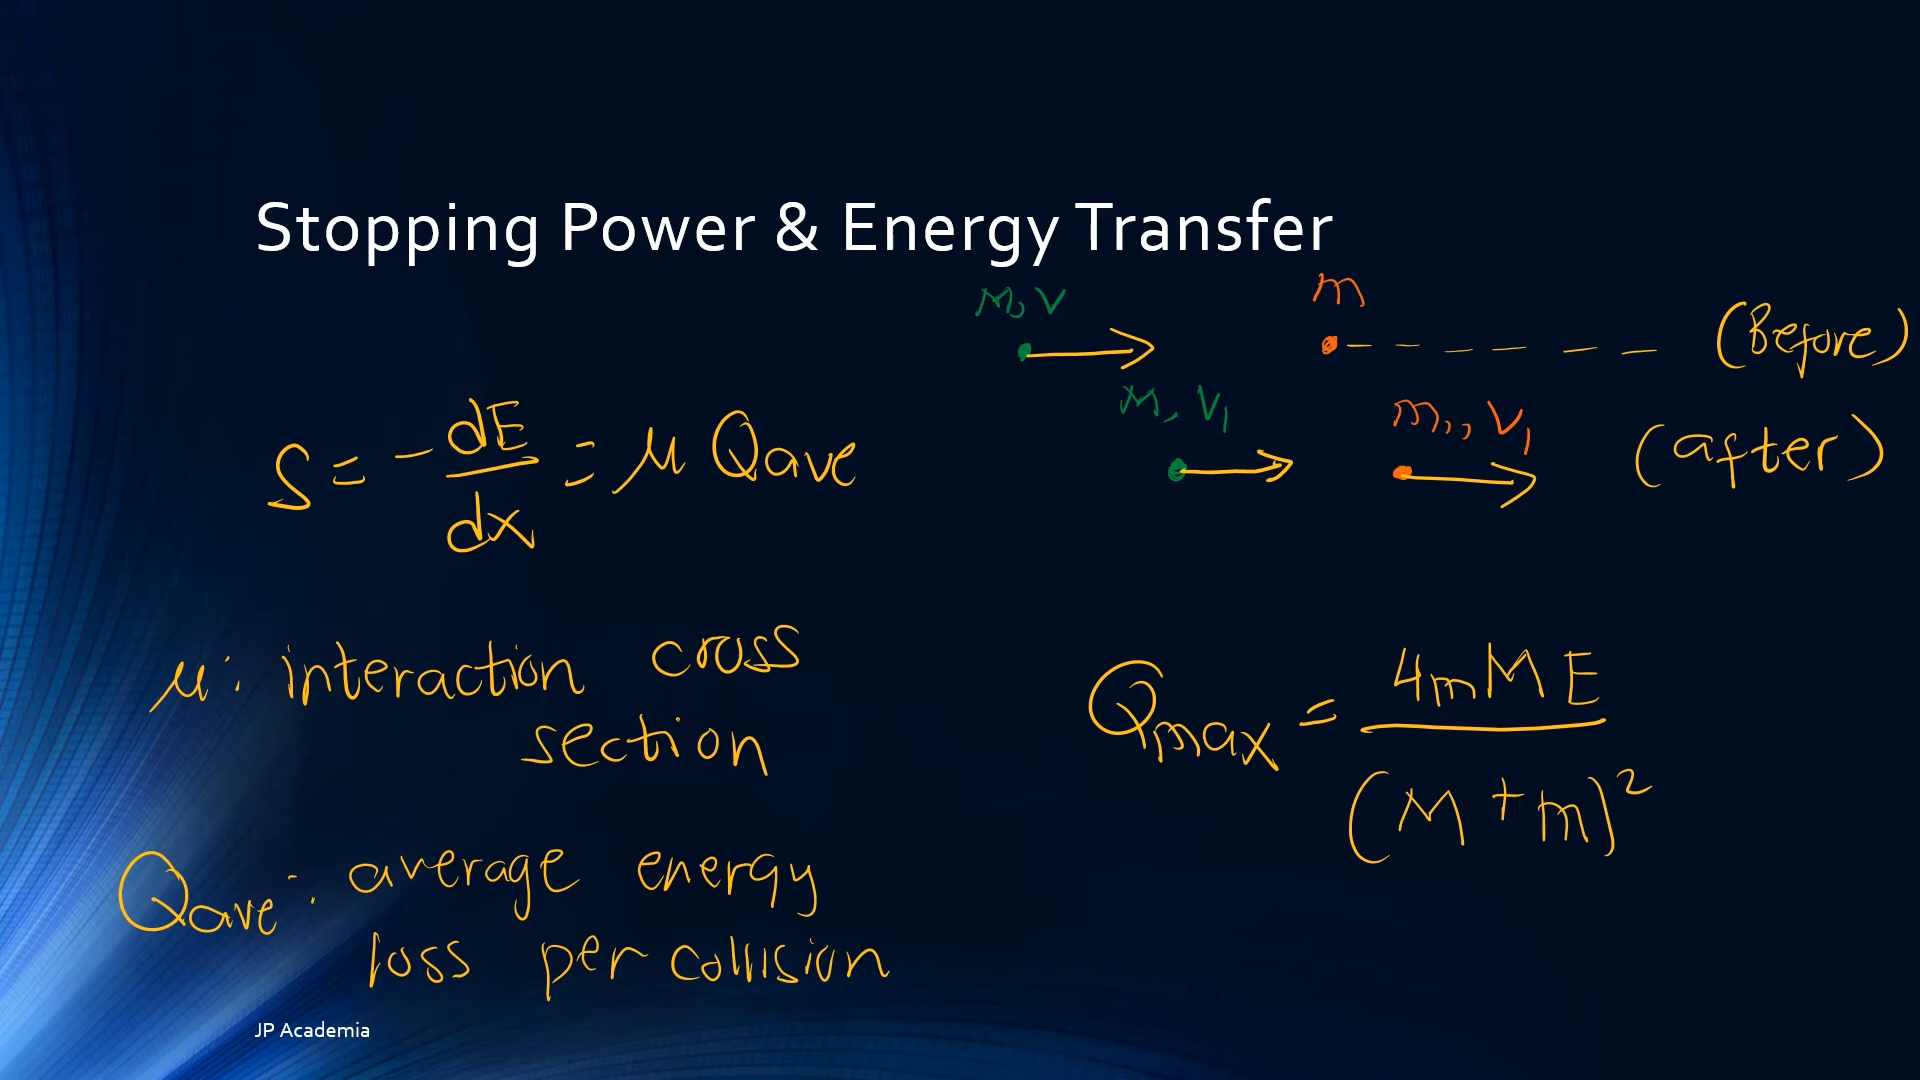 Stopping Power & Energy Transfer
M, V
m
(Before)
M, V₁
m₁, V₁
(after)
S = -dE/dx = μ Qave
μ: interaction cross
section
Qmax = 4mME/(M+m)²
Qave: average energy
loss per collision
JP Academia